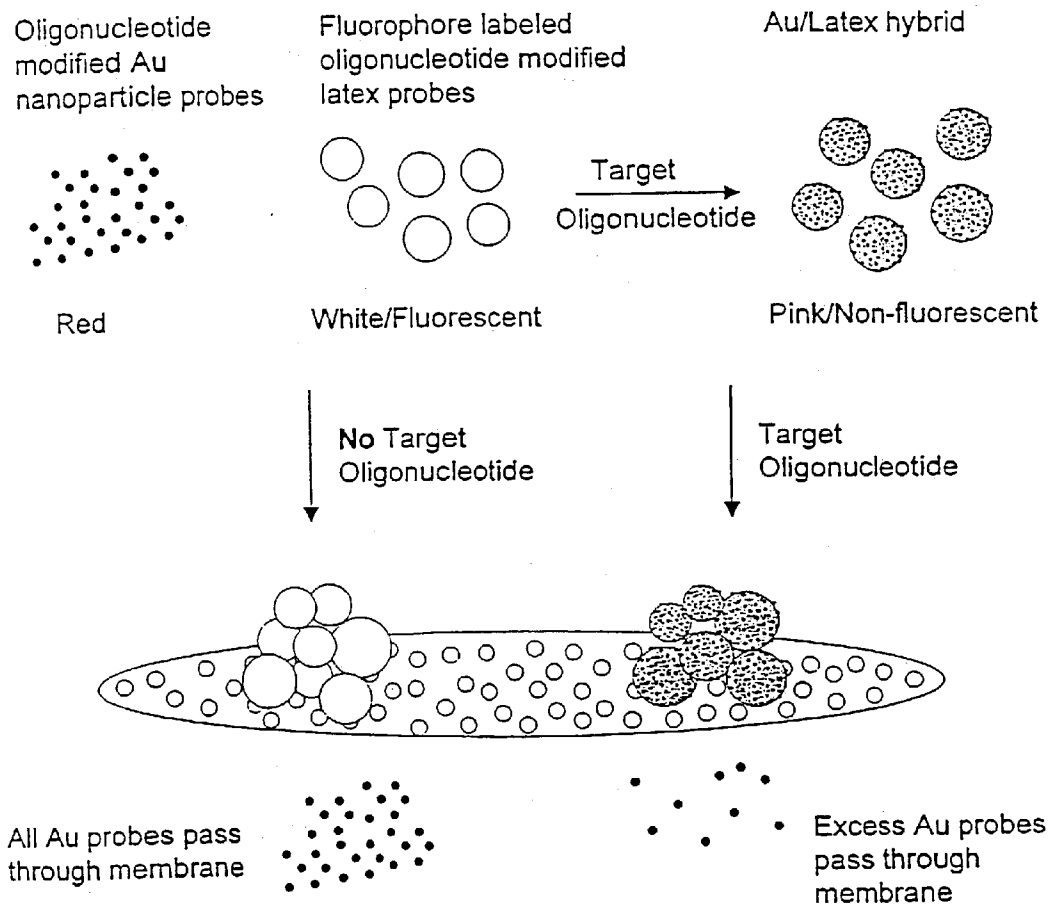 Oligonucleotide
modified Au
nanoparticle probes
Fluorophore labeled
oligonucleotide modified
latex probes
Au/Latex hybrid
Target
Oligonucleotide
Red
White/Fluorescent
Pink/Non-fluorescent
No Target
Oligonucleotide
Target
Oligonucleotide
All Au probes pass
through membrane
Excess Au probes
pass through
membrane